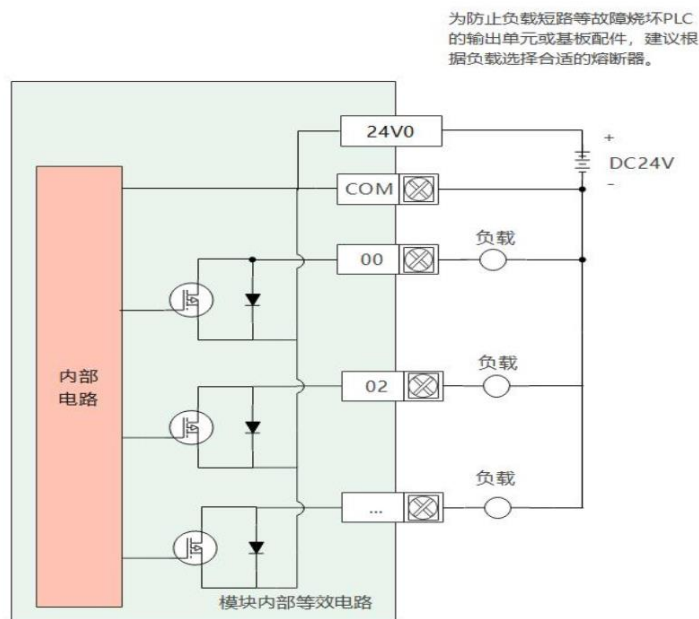 为防止负载短路等故障烧坏PLC
的输出单元或基板配件，建议根
据负载选择合适的熔断器。
24V0
+
DC24V
-
COM
负载
00
内部
电路
负载
02
负载
...
模块内部等效电路